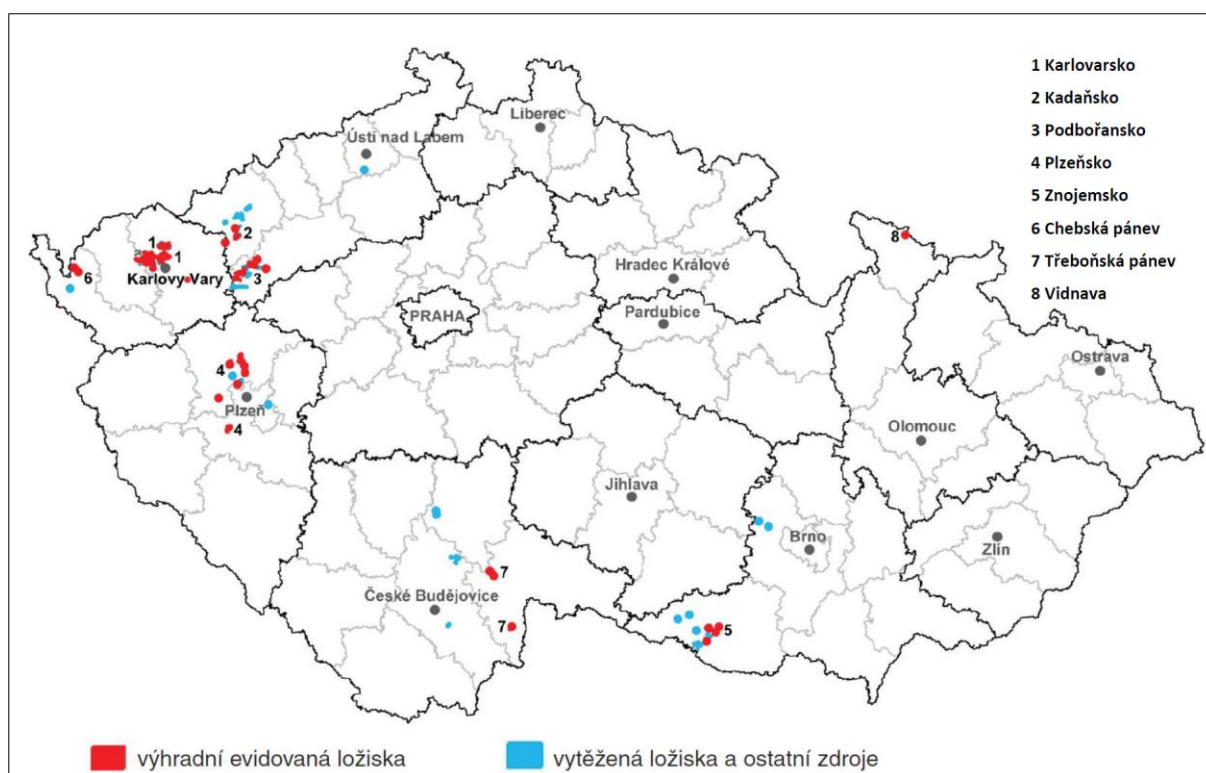 1 Karlovarsko
2 Kadaňsko
3 Podbořansko
4 Plzeňsko
5 Znojemsko
6 Chebská pánev
7 Třeboňská pánev
8 Vidnava
Liberec
Ústí nad Labem
2
8
1
1
6
Karlovy Vary
3
Hradec Králové
PRAHA
Pardubice
Ostrava
4
Plzeň
4
Olomouc
Jihlava
Brno
Zlín
7
České Budějovice
7
5
výhradní evidovaná ložiska
vytěžená ložiska a ostatní zdroje